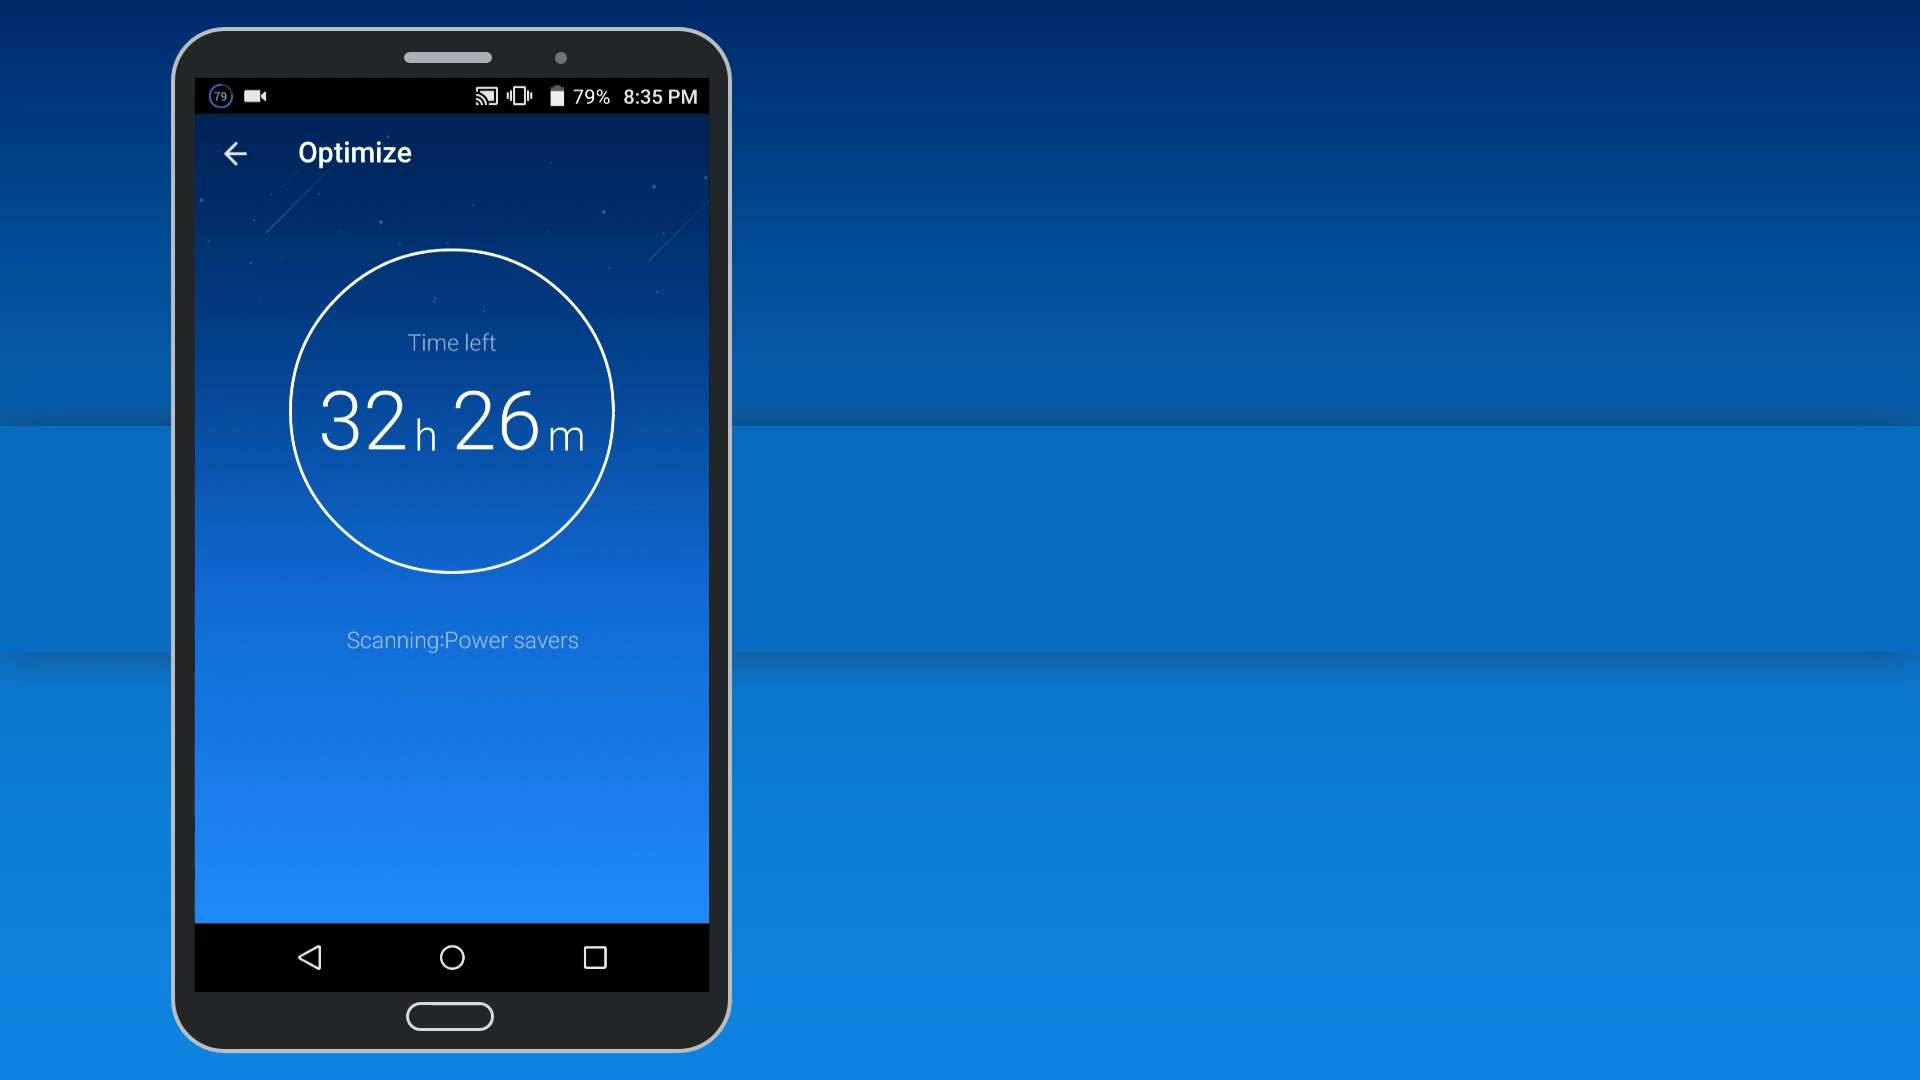 79
79% 8:35 PM
Optimize
Time left
32h 26m
Scanning:Power savers